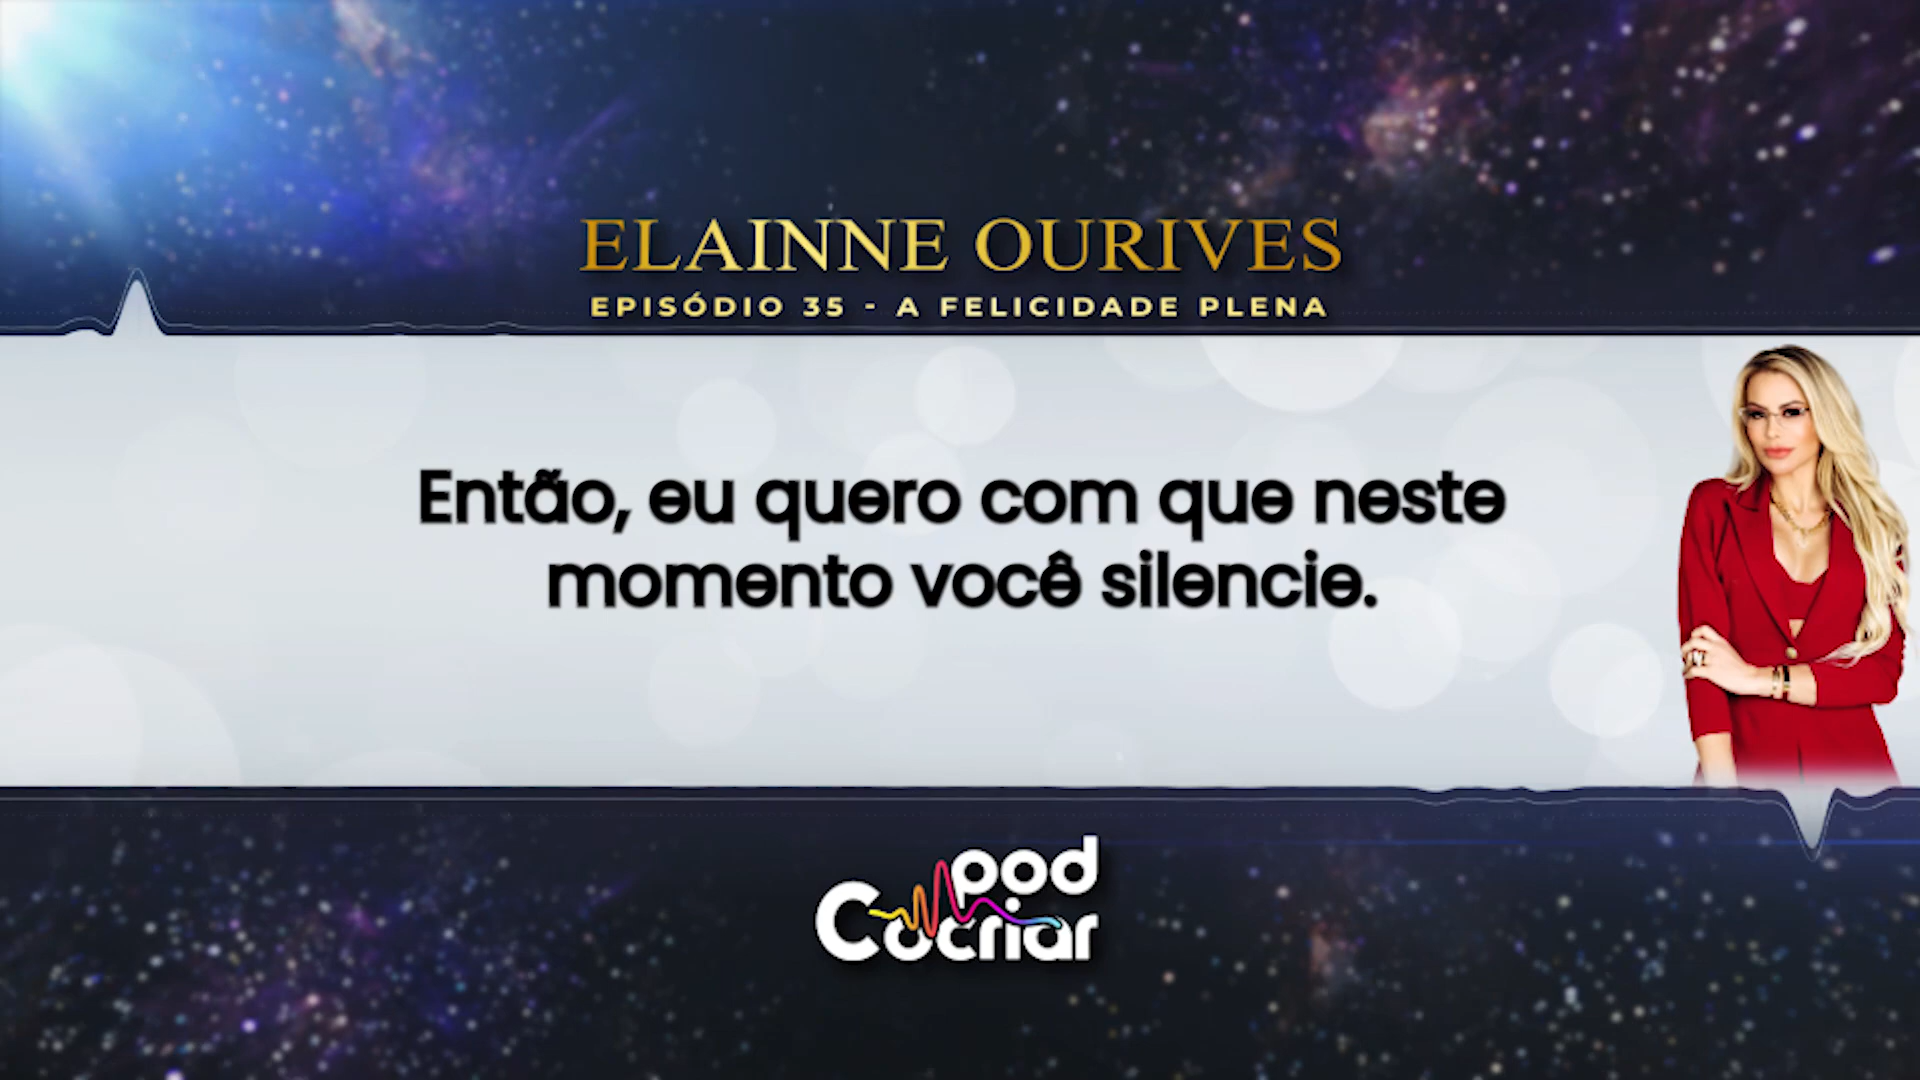 ELAINNE OURIVES
EPISÓDIO 35 - A FELICIDADE PLENA
Então, eu quero com que neste
momento você silencie.
pod
Cocriar